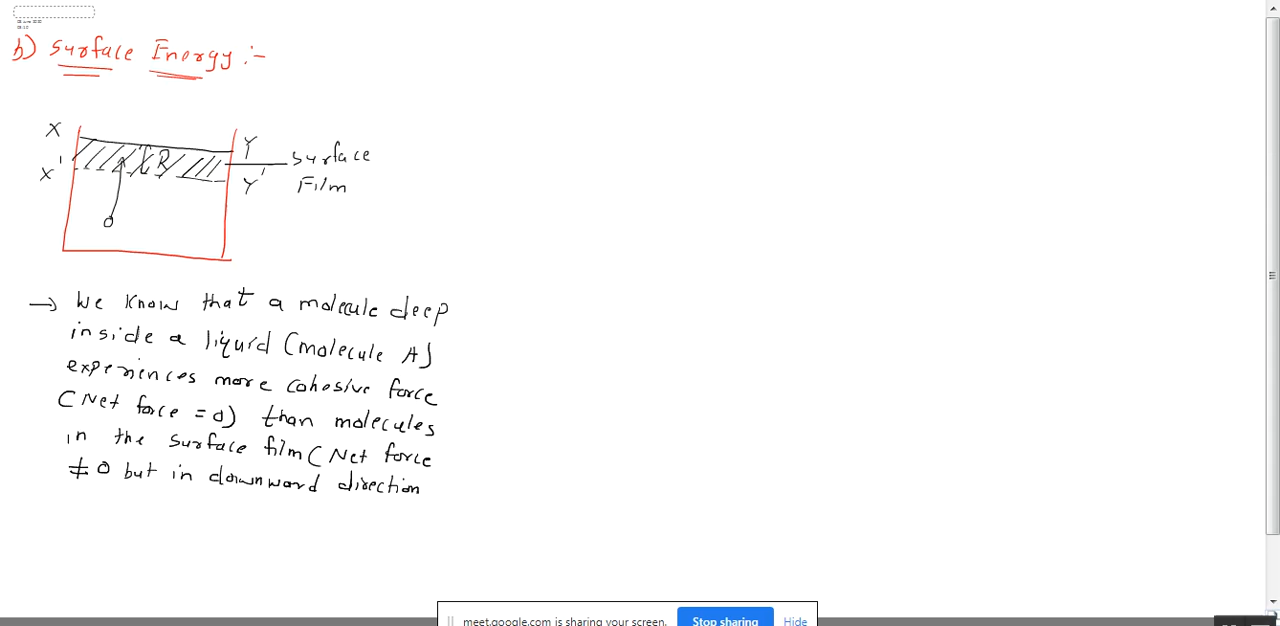 b) Surface Energy :-
X
Y
Surface
X'
Y'
Film
→ We know that a molecule deep
inside a liquid (molecule A)
experiences more cohesive force
(Net force = 0) than molecules
in the surface film (Net force
≠ 0 but in downward direction
meet.google.com is sharing your screen.
Stop sharing
Hide